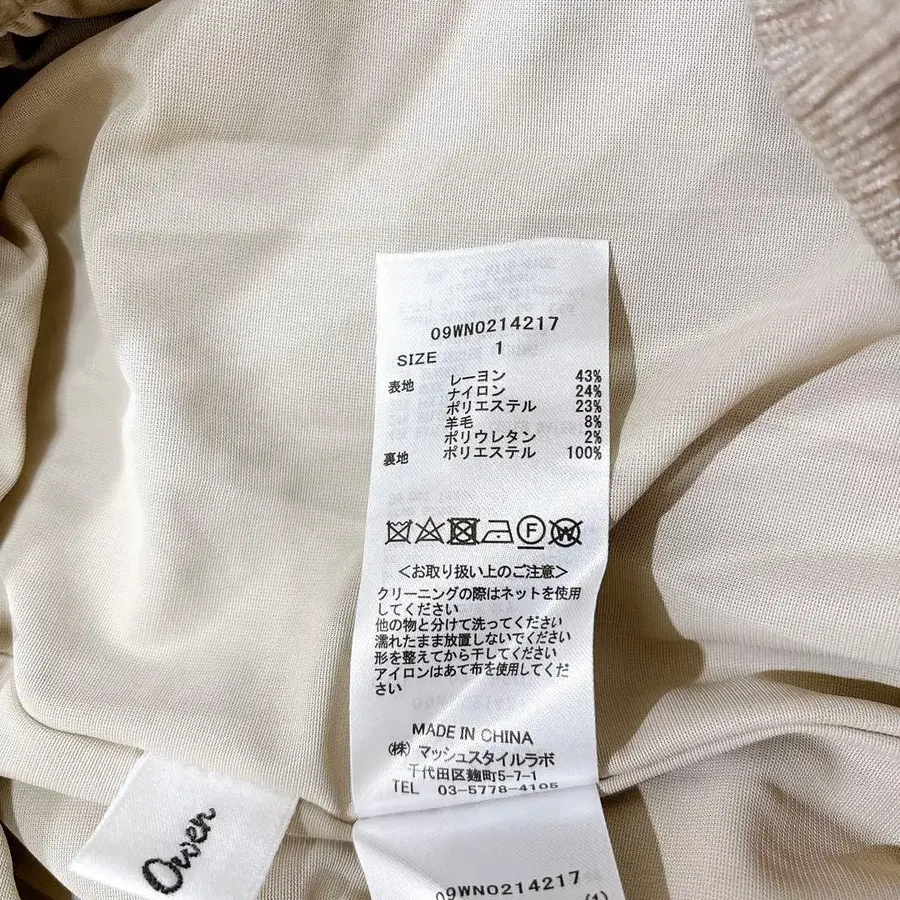 09WNO214217
SIZE 1
表地 レーヨン 43%
ナイロン 24%
ポリエステル 23%
羊毛 8%
ポリウレタン 2%
裏地 ポリエステル 100%
F
W
<お取り扱い上のご注意>
クリーニングの際はネットを使用
してください
他の物と分けて洗ってください
濡れたまま放置しないでください
形を整えてから干してください
アイロンはあて布を使用してくだ
さい
MADE IN CHINA
(株)マッシュスタイルラボ
千代田区麹町5-7-1
TEL 03-5778-4105
Owen
09WNO214217
(1)